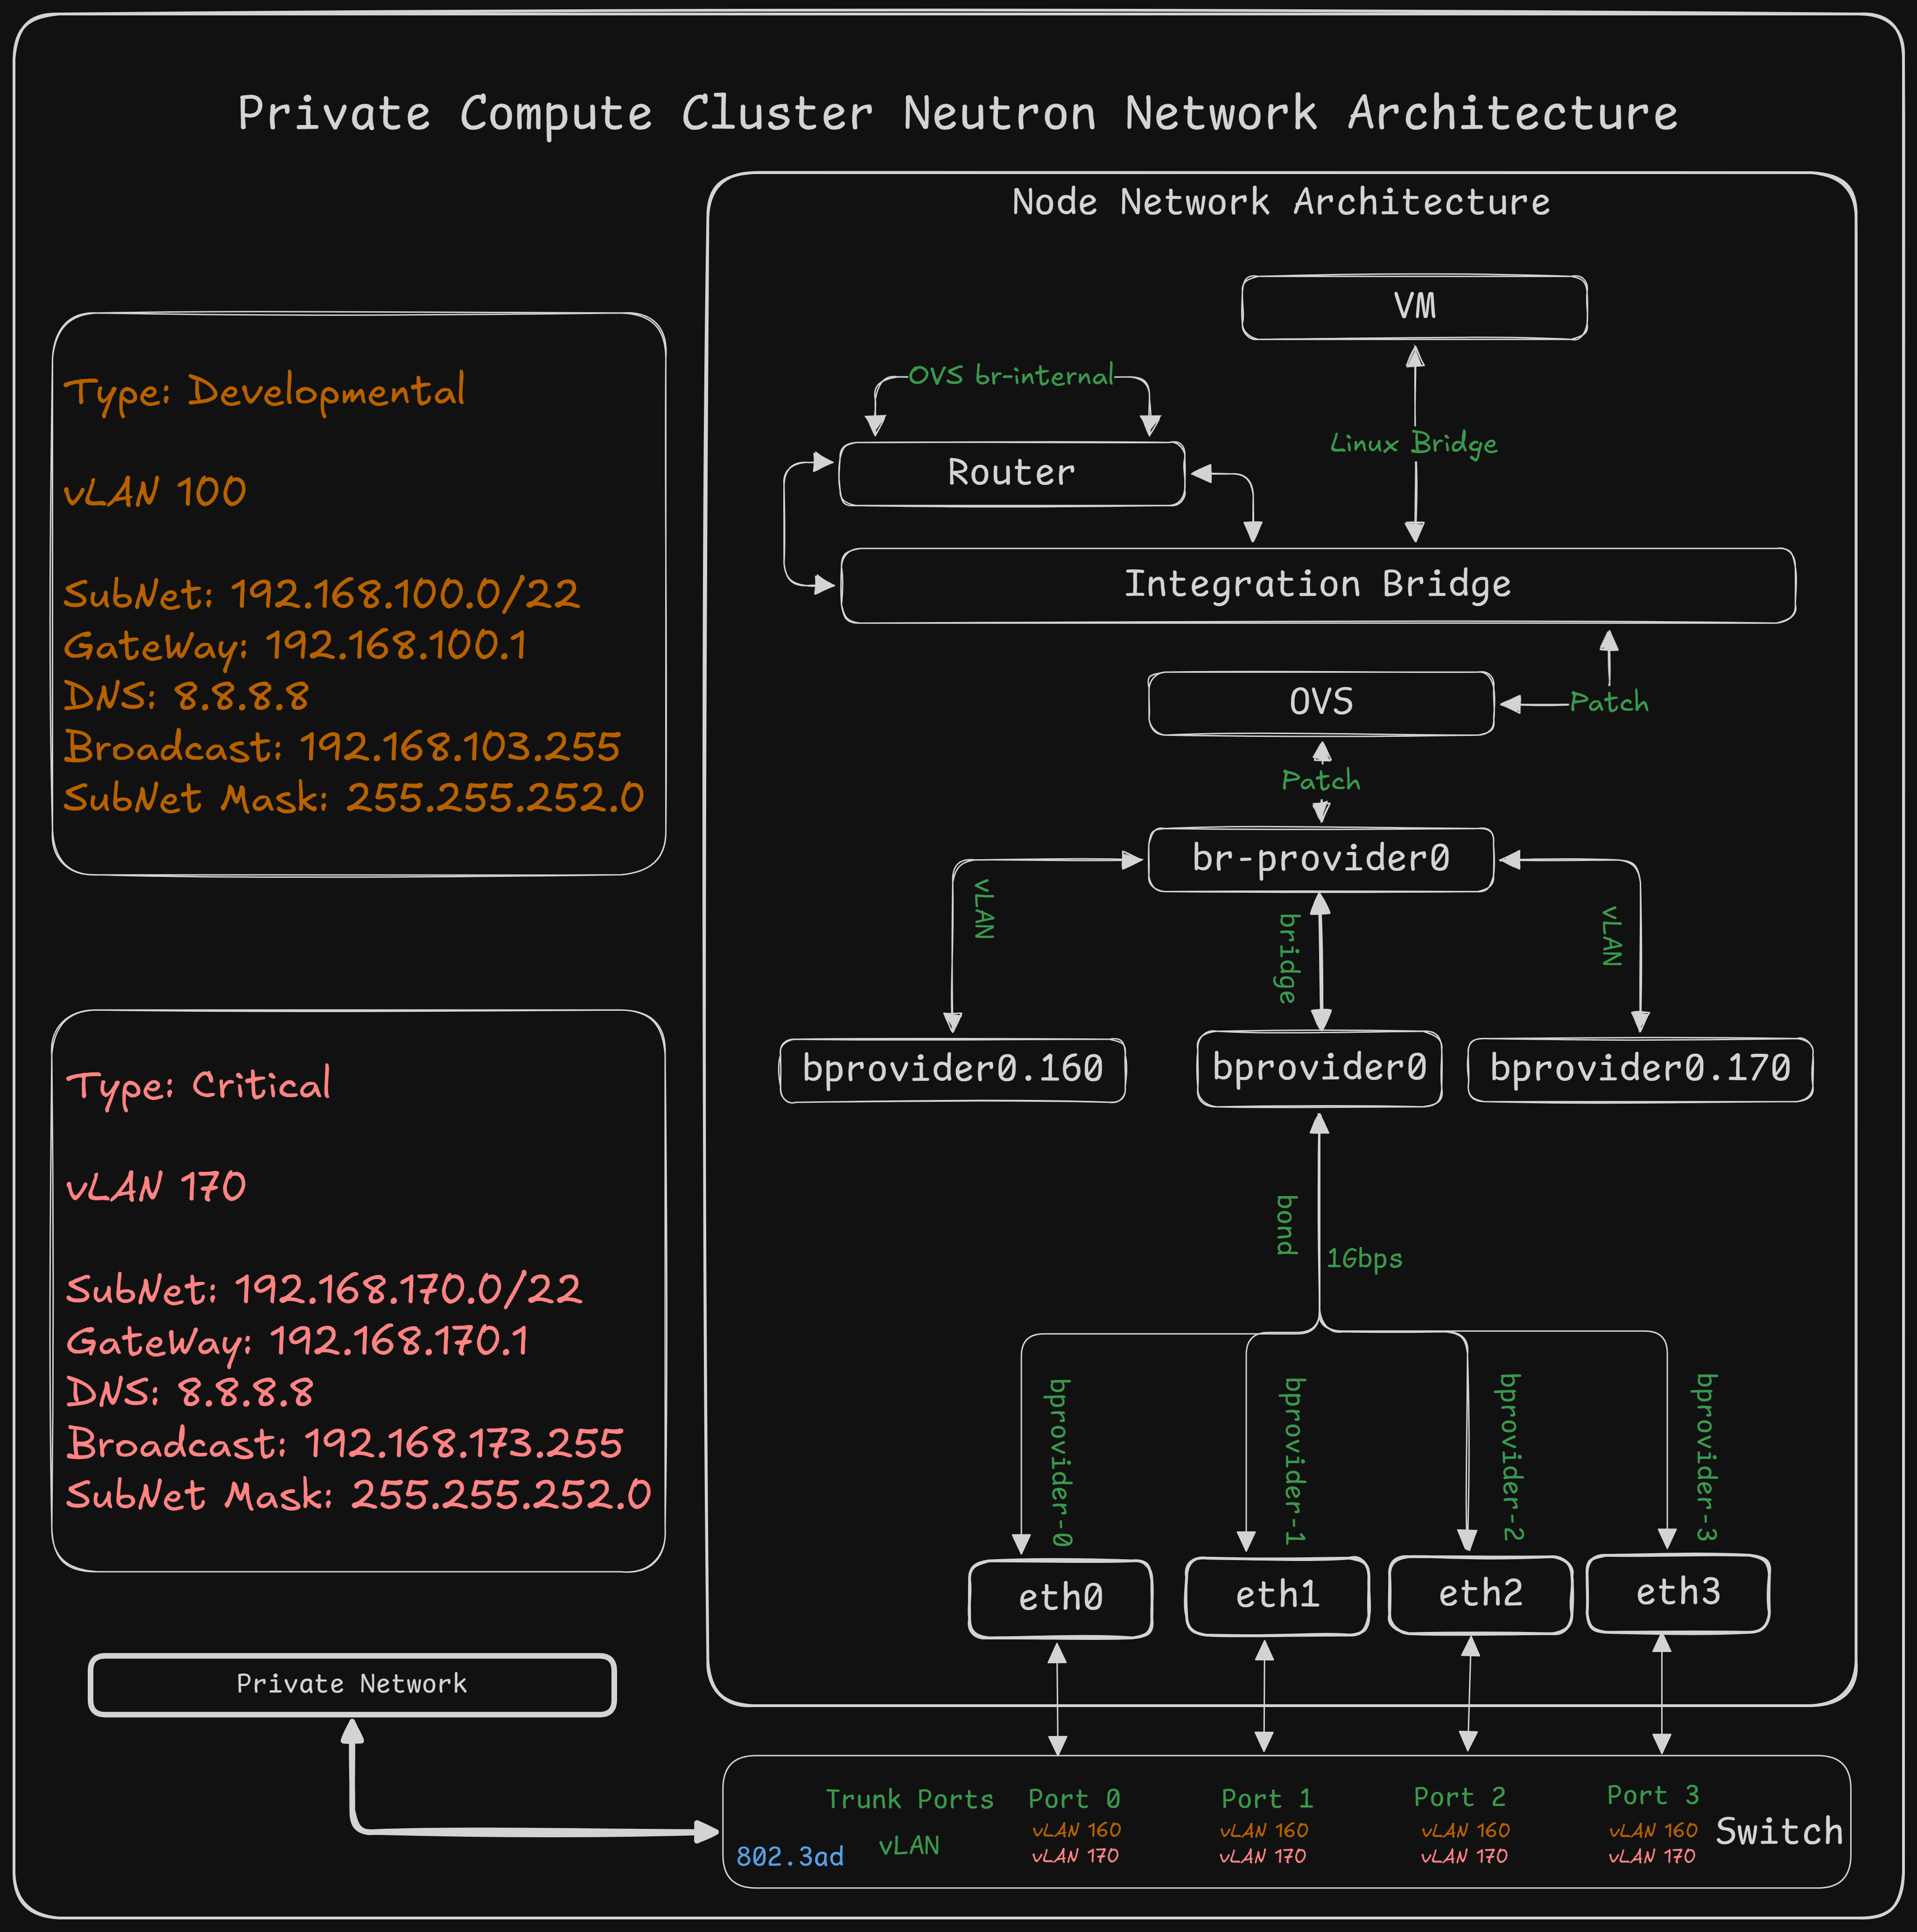 Private Compute Cluster Neutron Network Architecture
Type: Developmental
vLAN 100
SubNet: 192.168.100.0/22
GateWay: 192.168.100.1
DNS: 8.8.8.8
Broadcast: 192.168.103.255
SubNet Mask: 255.255.252.0
Type: Critical
vLAN 170
SubNet: 192.168.170.0/22
GateWay: 192.168.170.1
DNS: 8.8.8.8
Broadcast: 192.168.173.255
SubNet Mask: 255.255.252.0
Private Network
Node Network Architecture
VM
OVS br-internal
Linux Bridge
Router
Integration Bridge
OVS
Patch
Patch
br-provider0
vLAN
bridge
vLAN
bprovider0.160
bprovider0
bprovider0.170
bond
1Gbps
bprovider-0
bprovider-1
bprovider-2
bprovider-3
eth0
eth1
eth2
eth3
Trunk Ports
Port 0
Port 1
Port 2
Port 3
vLAN 160
vLAN 160
vLAN 160
vLAN 160
Switch
802.3ad
vLAN
vLAN 170
vLAN 170
vLAN 170
vLAN 170